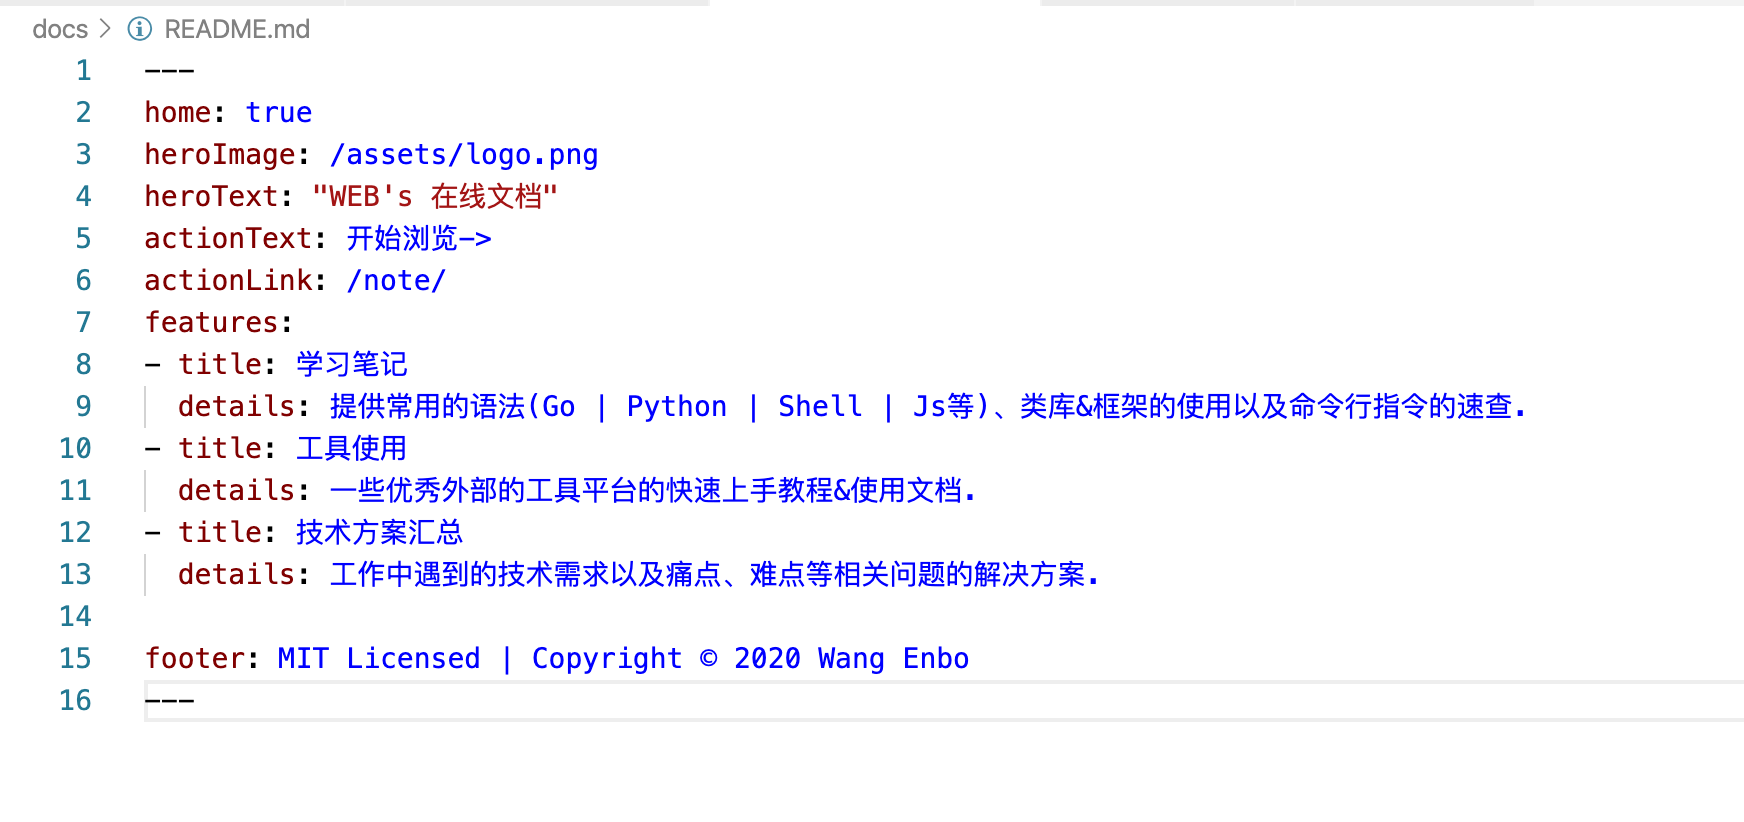 docs > README.md
1 ---
2 home: true
3 heroImage: /assets/logo.png
4 heroText: "WEB's 在线文档"
5 actionText: 开始浏览->
6 actionLink: /note/
7 features:
8 - title: 学习笔记
9   details: 提供常用的语法(Go | Python | Shell | Js等)、类库&框架的使用以及命令行指令的速查.
10 - title: 工具使用
11   details: 一些优秀外部的工具平台的快速上手教程&使用文档.
12 - title: 技术方案汇总
13   details: 工作中遇到的技术需求以及痛点、难点等相关问题的解决方案.
14
15 footer: MIT Licensed | Copyright © 2020 Wang Enbo
16 ---